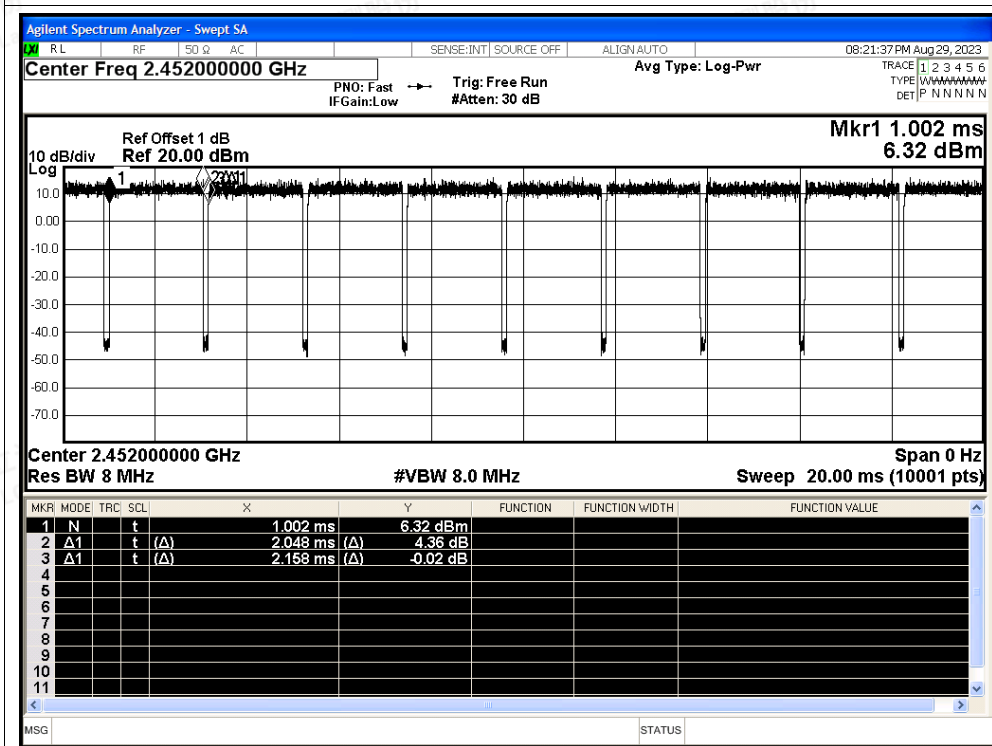 Agilent Spectrum Analyzer - Swept SA
LXI RL RF 50 Ω AC SENSE:INT SOURCE OFF ALIGN AUTO 08:21:37 PM Aug 29, 2023
Center Freq 2.452000000 GHz Avg Type: Log-Pwr TRACE 1 2 3 4 5 6
PNO: Fast Trig: Free Run TYPE WWWWWW
IFGain:Low #Atten: 30 dB DET P N N N N N
Mkr1 1.002 ms
Ref Offset 1 dB
10 dB/div Ref 20.00 dBm 6.32 dBm
Log
10.0
0.00
-10.0
-20.0
-30.0
-40.0
-50.0
-60.0
-70.0
1
Center 2.452000000 GHz Span 0 Hz
Res BW 8 MHz #VBW 8.0 MHz Sweep 20.00 ms (10001 pts)
MKR MODE TRC SCL X Y FUNCTION FUNCTION WIDTH FUNCTION VALUE
1 N t 1.002 ms 6.32 dBm
2 Δ1 t (Δ) 2.048 ms (Δ) 4.36 dB
3 Δ1 t (Δ) 2.158 ms (Δ) -0.02 dB
4
5
6
7
8
9
10
11
MSG STATUS